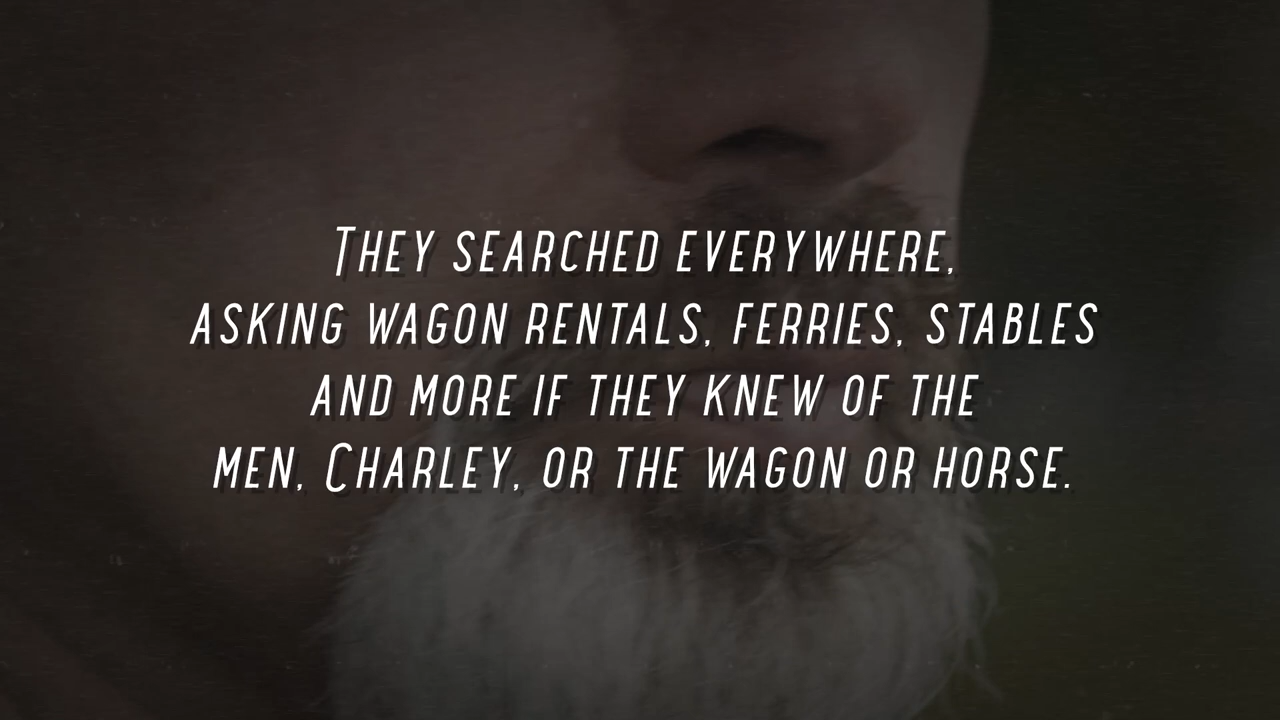 They searched everywhere,
asking wagon rentals, ferries, stables
and more if they knew of the
men, Charley, or the wagon or horse.